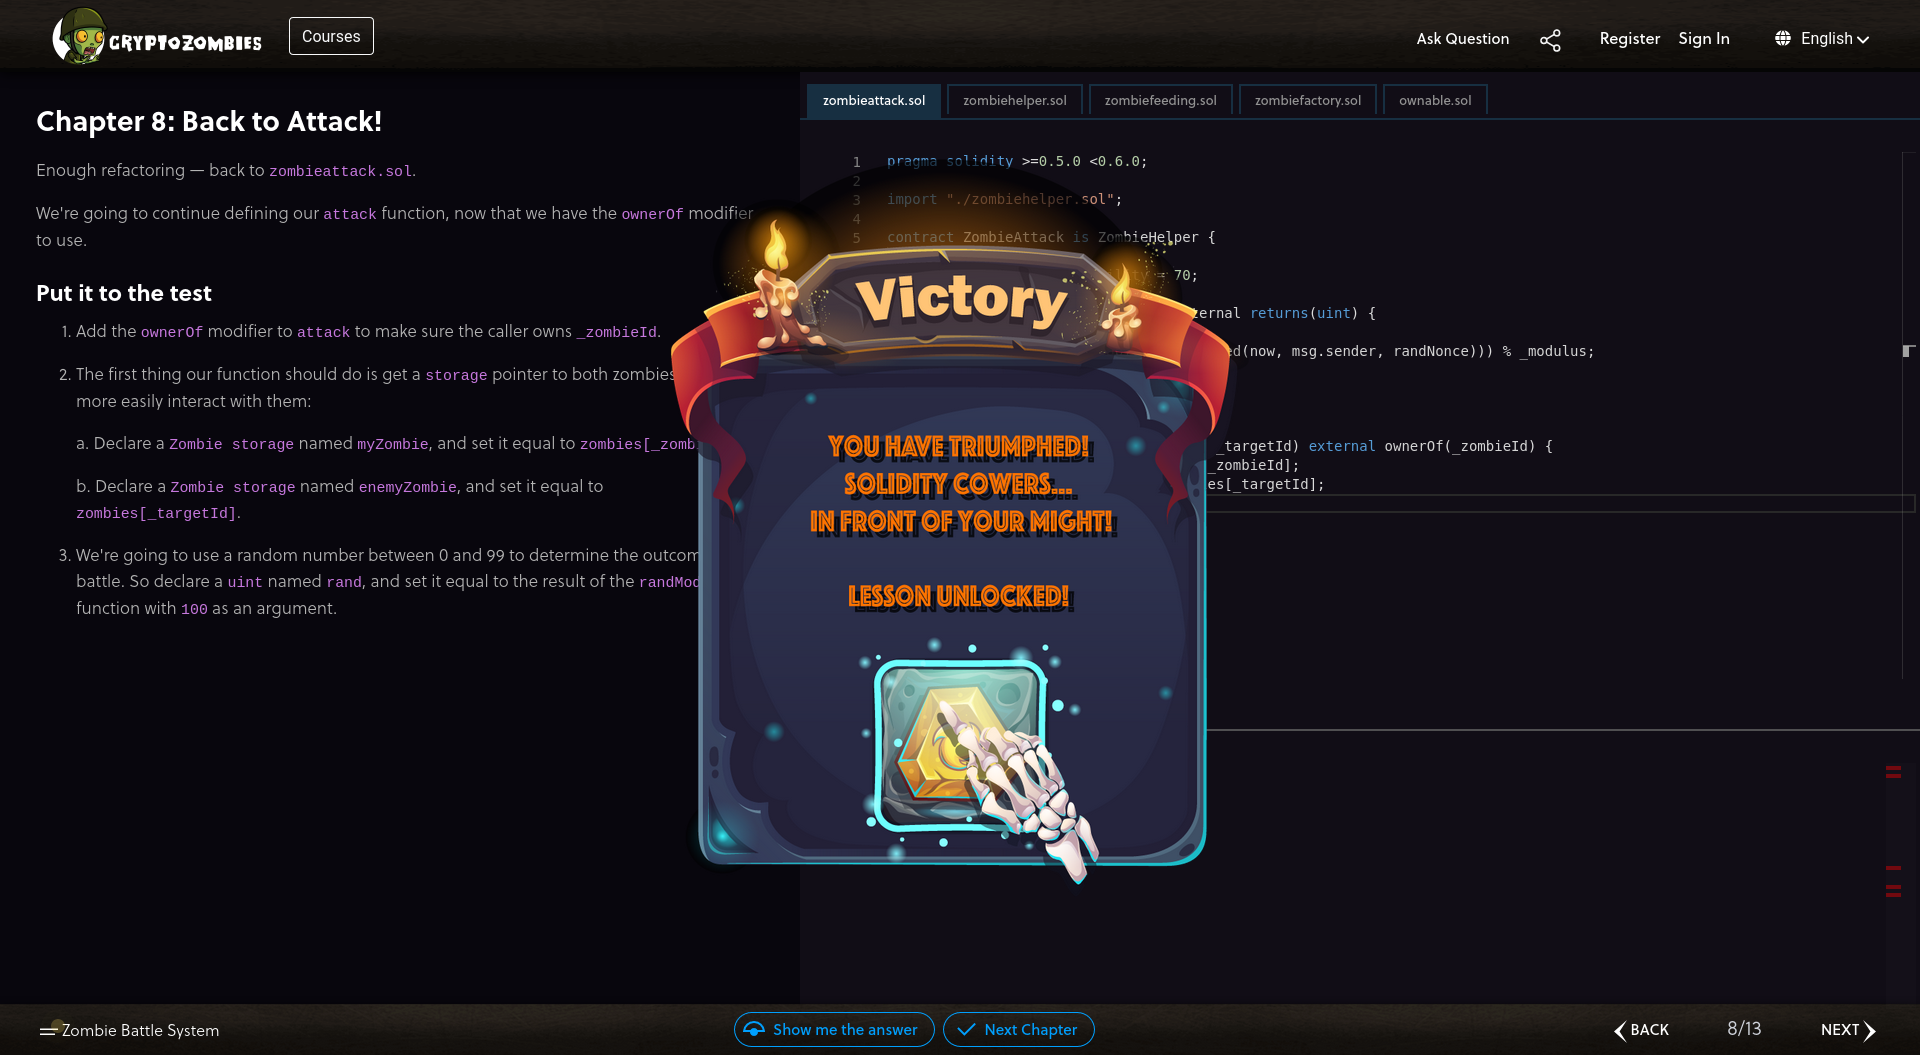 CRYPTOZOMBIES
Courses
Ask Question
Register
Sign In
English
Chapter 8: Back to Attack!
Enough refactoring — back to zombieattack.sol.
We're going to continue defining our attack function, now that we have the ownerOf modifier
to use.
Put it to the test
1. Add the ownerOf modifier to attack to make sure the caller owns _zombieId.
2. The first thing our function should do is get a storage pointer to both zombies
more easily interact with them:
a. Declare a Zombie storage named myZombie, and set it equal to zombies[_zomb
b. Declare a Zombie storage named enemyZombie, and set it equal to
zombies[_targetId].
3. We're going to use a random number between 0 and 99 to determine the outcom
battle. So declare a uint named rand, and set it equal to the result of the randMod
function with 100 as an argument.
zombieattack.sol
zombiehelper.sol
zombiefeeding.sol
zombiefactory.sol
ownable.sol
1 pragma solidity >=0.5.0 <0.6.0;
2
3 import "./zombiehelper.sol";
4
5 contract ZombieAttack is ZombieHelper {
= 70;
ternal returns(uint) {
ed(now, msg.sender, randNonce))) % _modulus;
_targetId) external ownerOf(_zombieId) {
_zombieId];
es[_targetId];
Victory
YOU HAVE TRIUMPHED!
SOLIDITY COWERS...
IN FRONT OF YOUR MIGHT!
LESSON UNLOCKED!
Zombie Battle System
Show me the answer
Next Chapter
BACK
8/13
NEXT